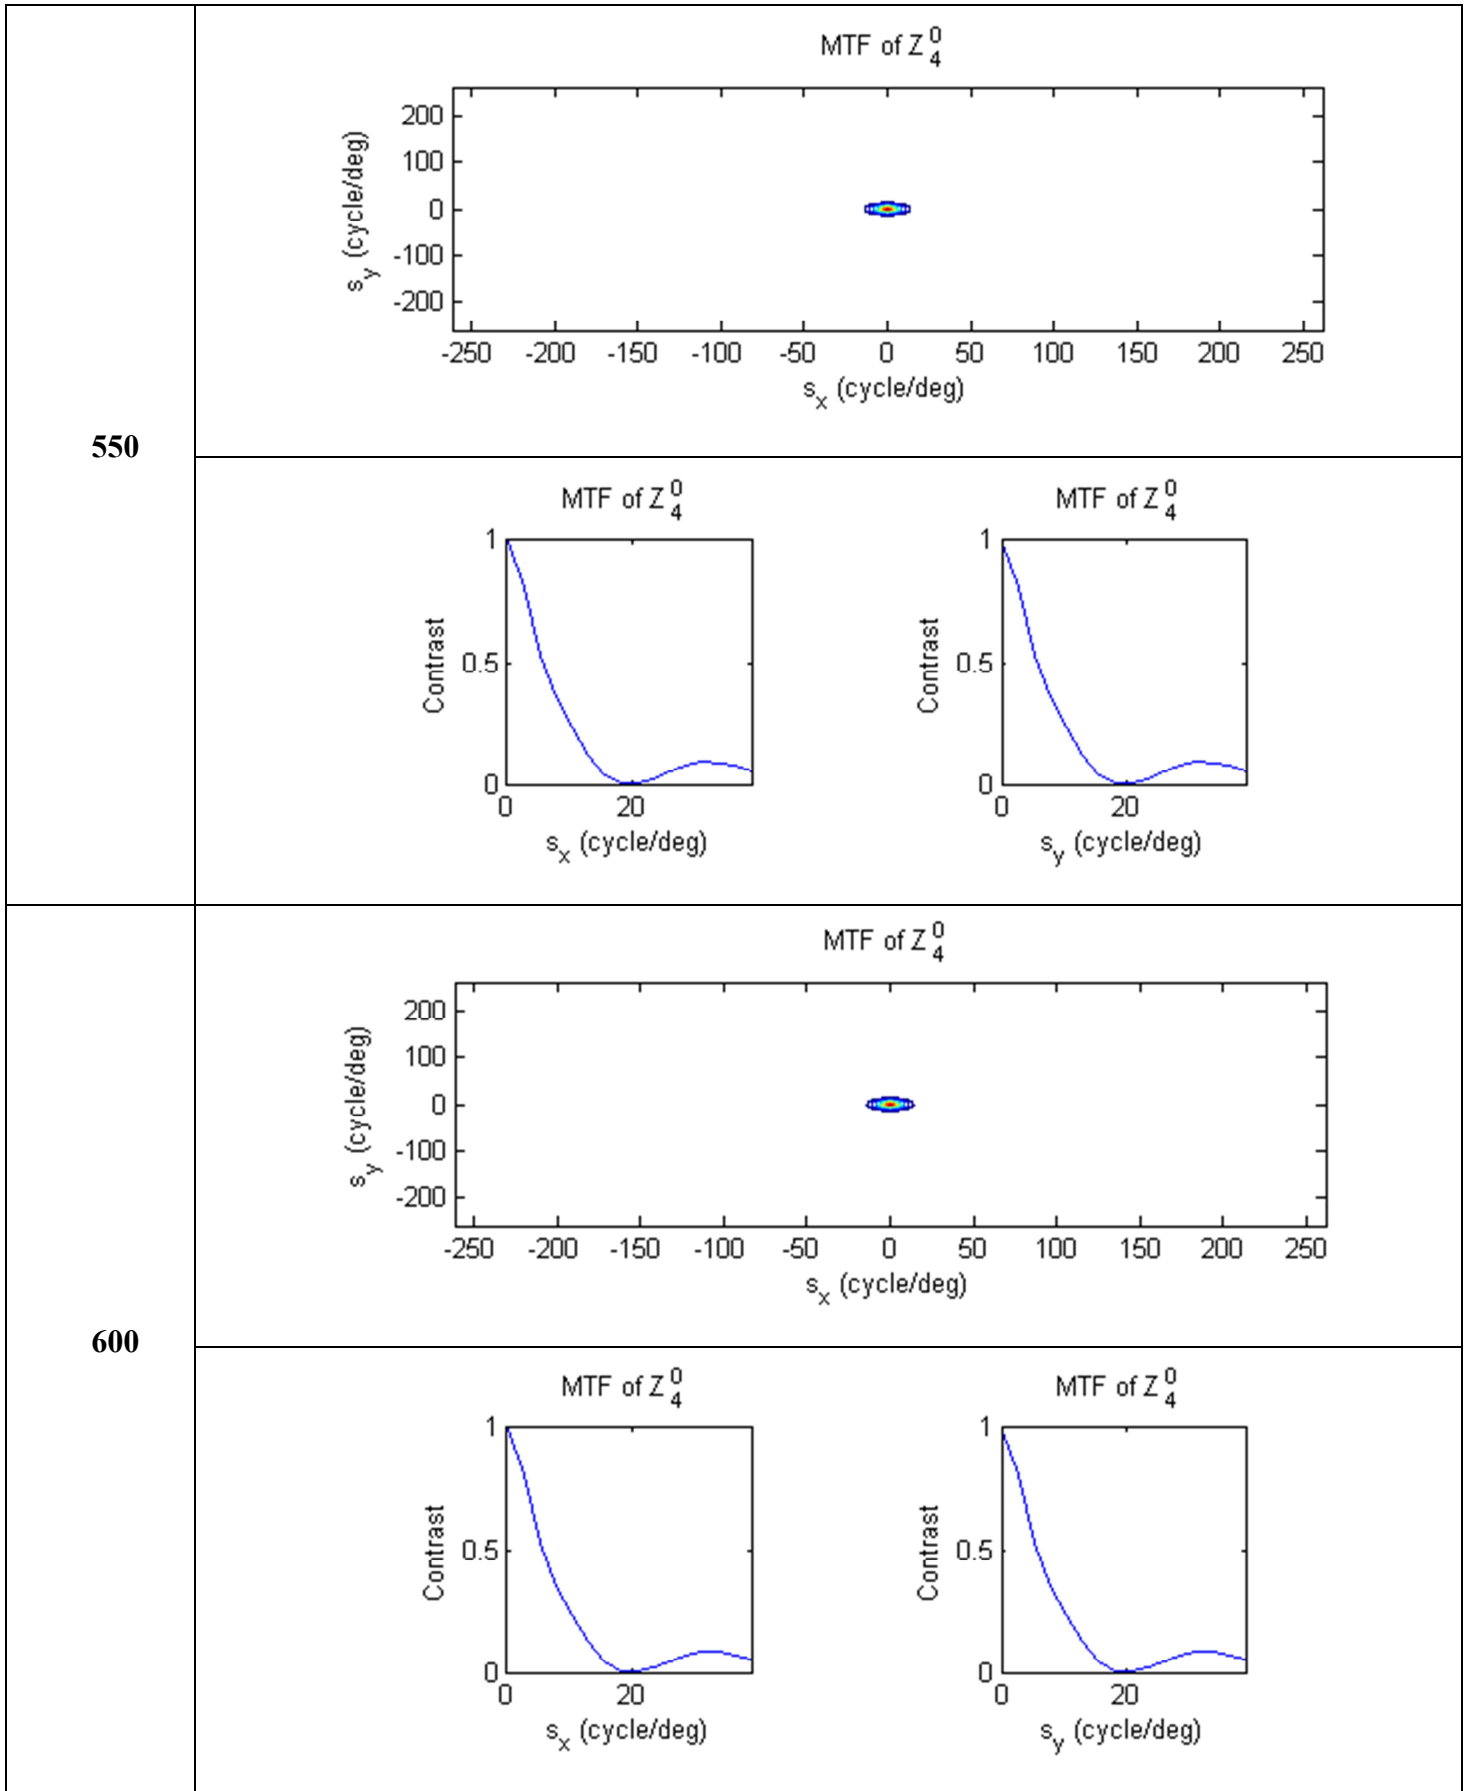 550
MTF of Z 0 4
200
100
0
-100
-200
s y (cycle/deg)
-250 -200 -150 -100 -50 0 50 100 150 200 250
s x (cycle/deg)
MTF of Z 0 4
1
0.5
0
Contrast
0 20
s x (cycle/deg)
MTF of Z 0 4
1
0.5
0
Contrast
0 20
s y (cycle/deg)
600
MTF of Z 0 4
200
100
0
-100
-200
s y (cycle/deg)
-250 -200 -150 -100 -50 0 50 100 150 200 250
s x (cycle/deg)
MTF of Z 0 4
1
0.5
0
Contrast
0 20
s x (cycle/deg)
MTF of Z 0 4
1
0.5
0
Contrast
0 20
s y (cycle/deg)